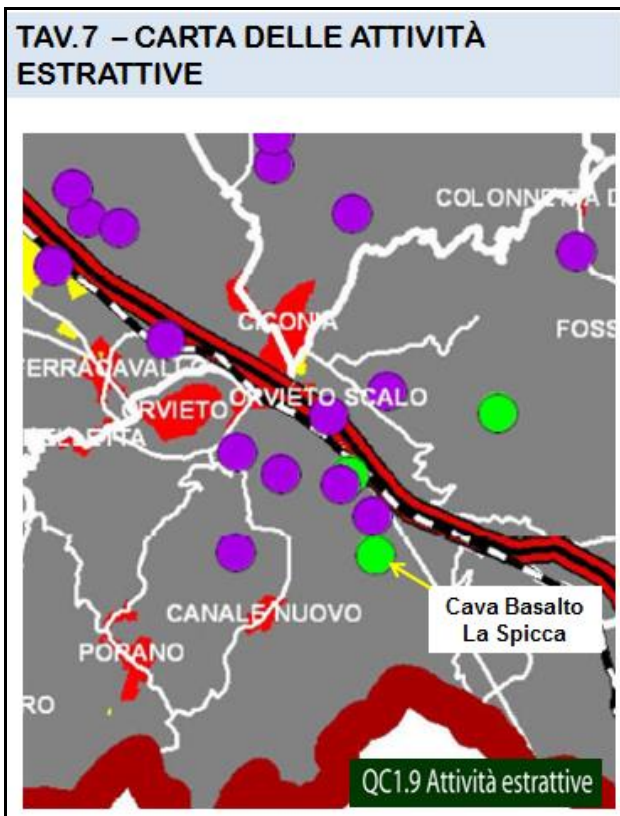 TAV.7 – CARTA DELLE ATTIVITÀ
ESTRATTIVE
COLONNETTA D
CICONIA
FOSS
FERRACAVALLO
ORVIETO SCALO
ORVIETO
CANALE NUOVO
Cava Basalto
La Spicca
PORANO
RO
QC1.9 Attività estrattive